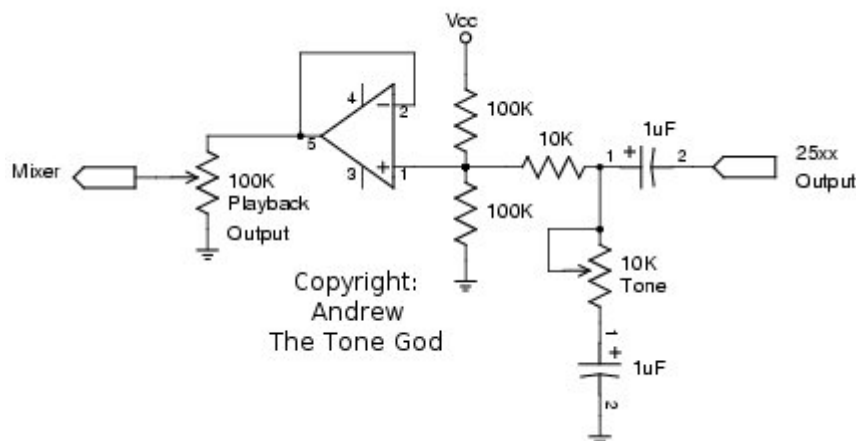 Vcc
100K
10K
1uF
1
2
25xx
Output
4
2
5
3
1
Mixer
100K
Playback
Output
100K
10K
Tone
1
1uF
2
Copyright:
Andrew
The Tone God